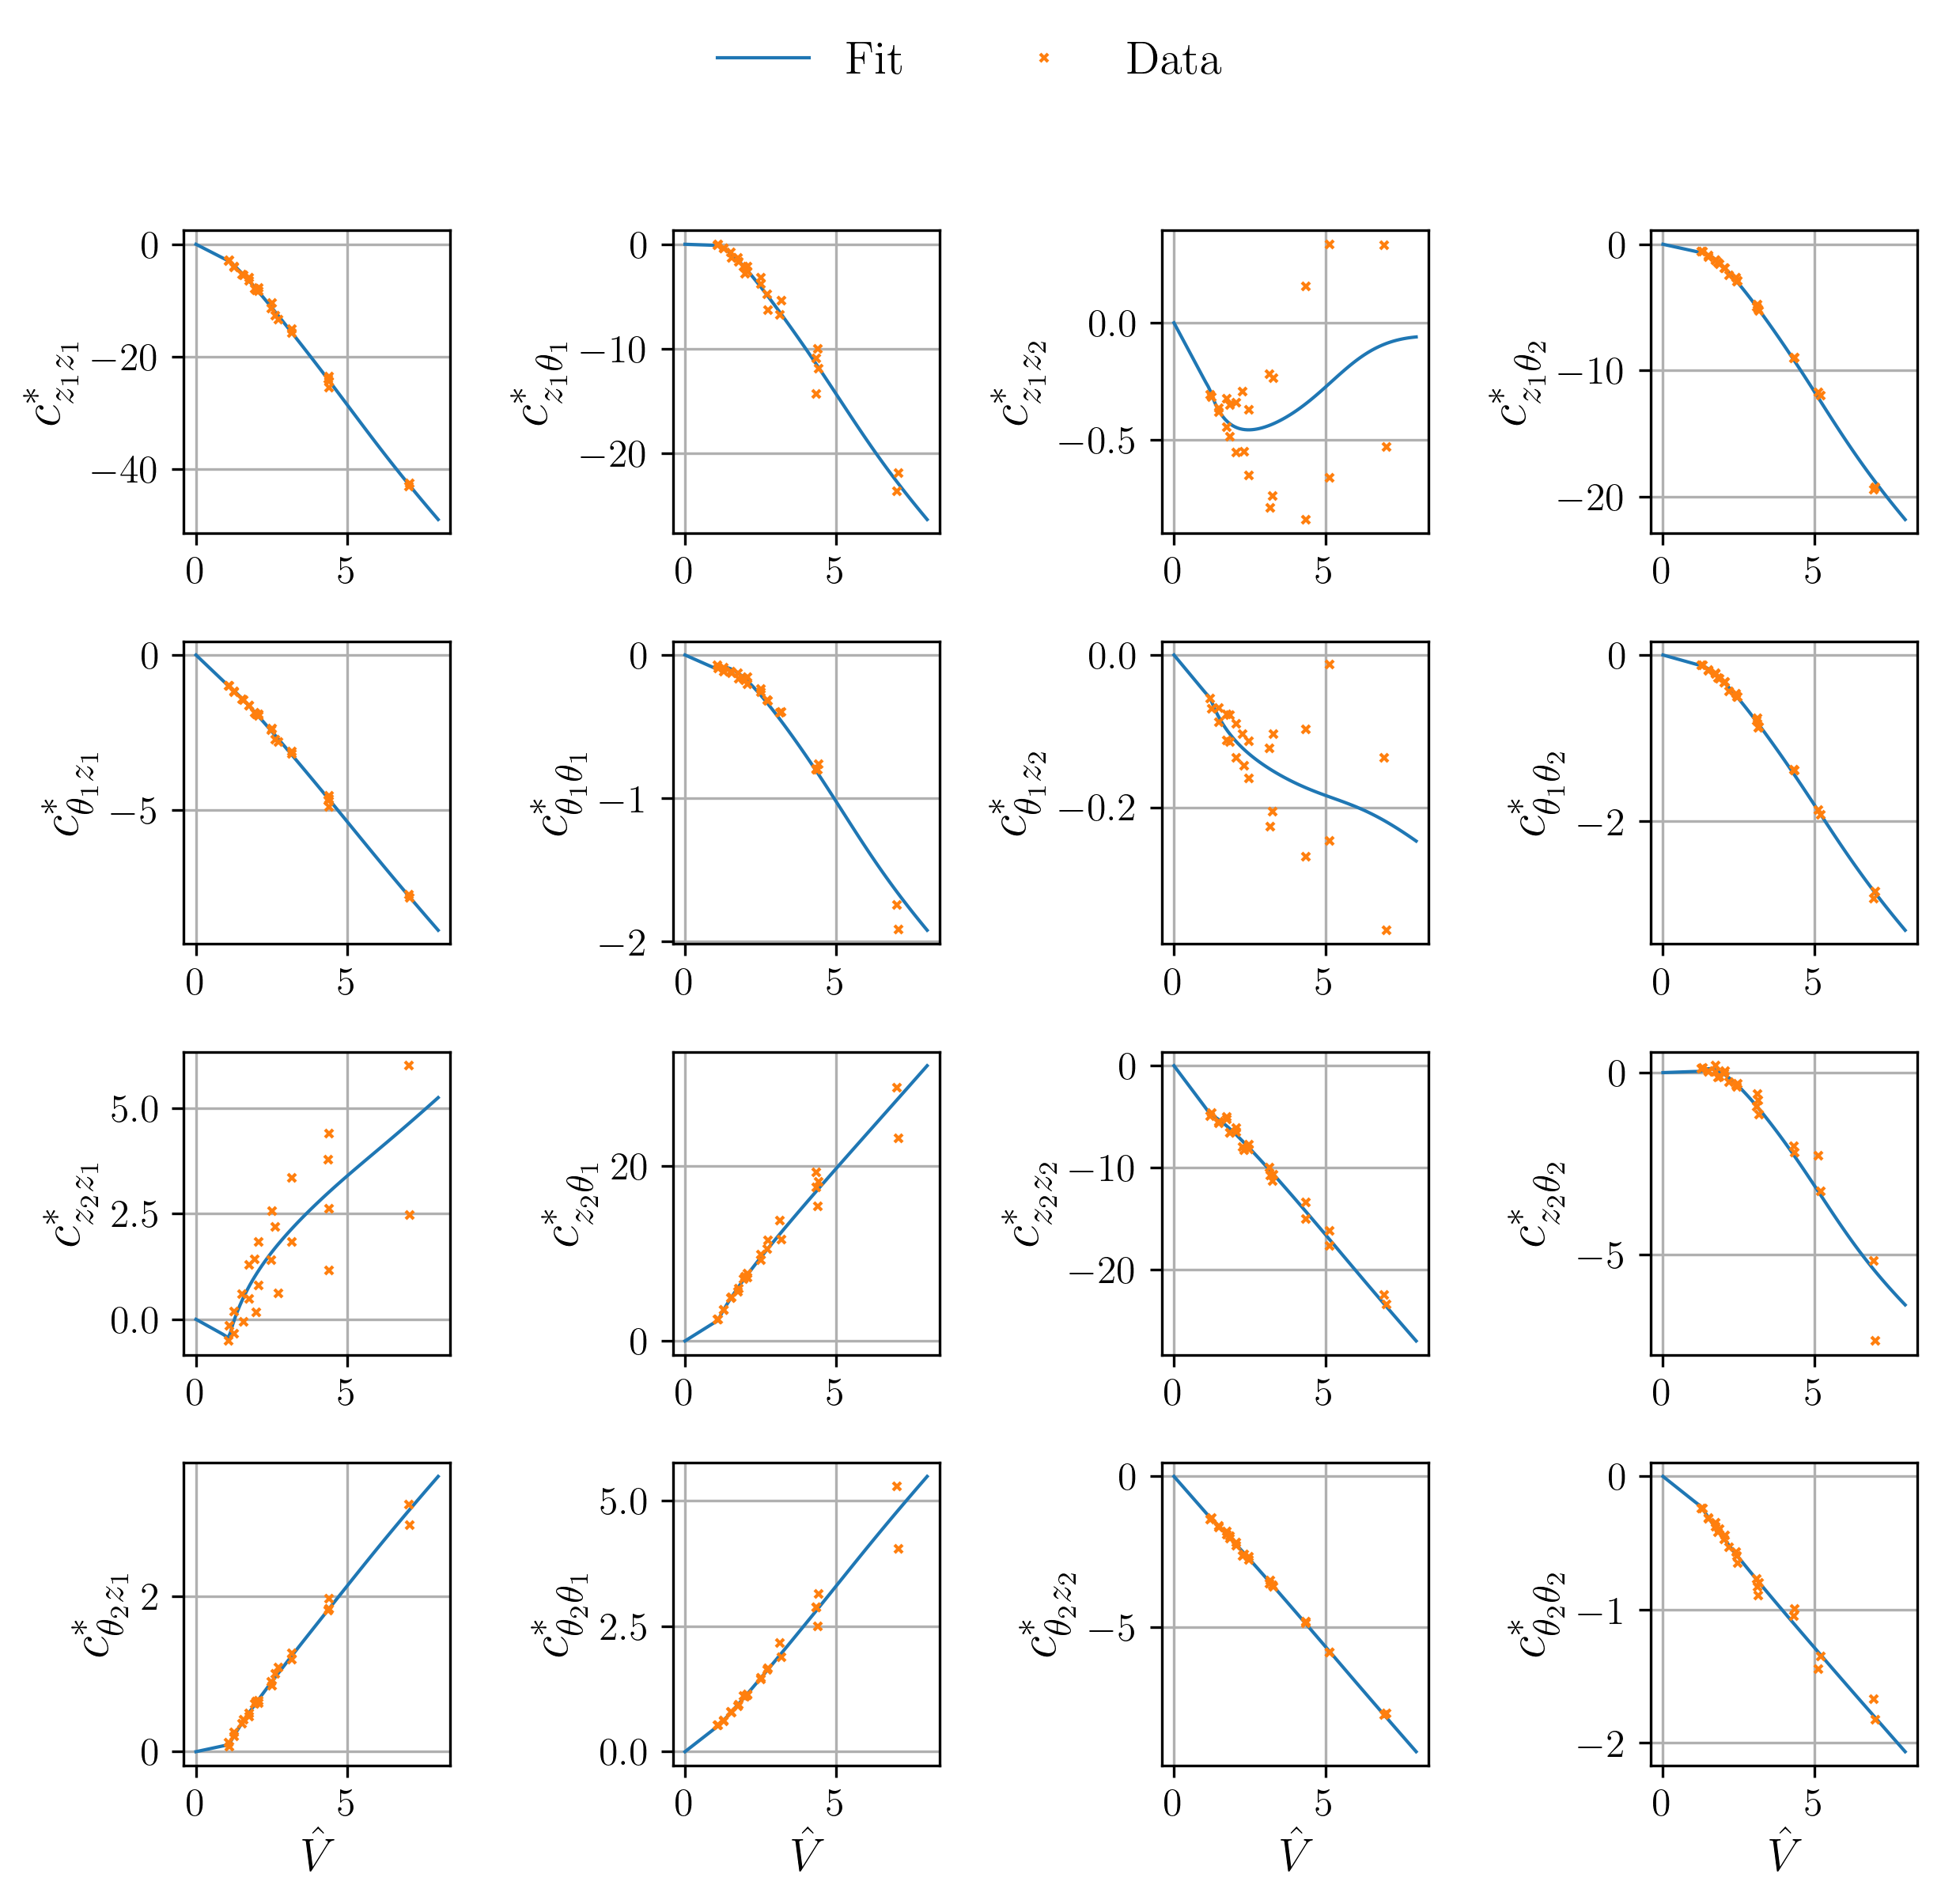 Fit Data
0 −20 −40 c*z1z1 0 5
0 −10 −20 c*z1θ1 0 5
0.0 −0.5 c*z1z2 0 5
0 −10 −20 c*z1θ2 0 5
0 −5 c*θ1z1 0 5
0 −1 −2 c*θ1θ1 0 5
0.0 −0.2 c*θ1z2 0 5
0 −2 c*θ1θ2 0 5
5.0 2.5 0.0 c*z2z1 0 5
20 0 c*z2θ1 0 5
0 −10 −20 c*z2z2 0 5
0 −5 c*z2θ2 0 5
2 0 c*θ2z1 0 5 V̂
5.0 2.5 0.0 c*θ2θ1 0 5 V̂
0 −5 c*θ2z2 0 5 V̂
0 −1 −2 c*θ2θ2 0 5 V̂